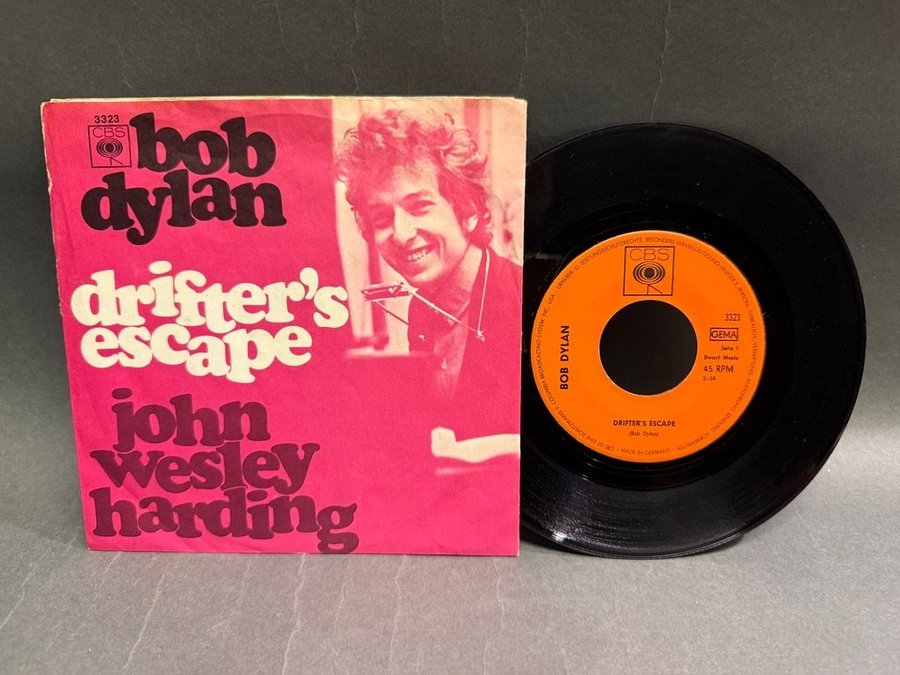 3323
CBS
bob
dylan
drifter's
escape
john
wesley
harding
CBS
3323
GEMA
Seite 1
Dwarf Music
45 RPM
2:54
BOB DYLAN
DRIFTER'S ESCAPE
(Bob Dylan)
MADE IN GERMANY